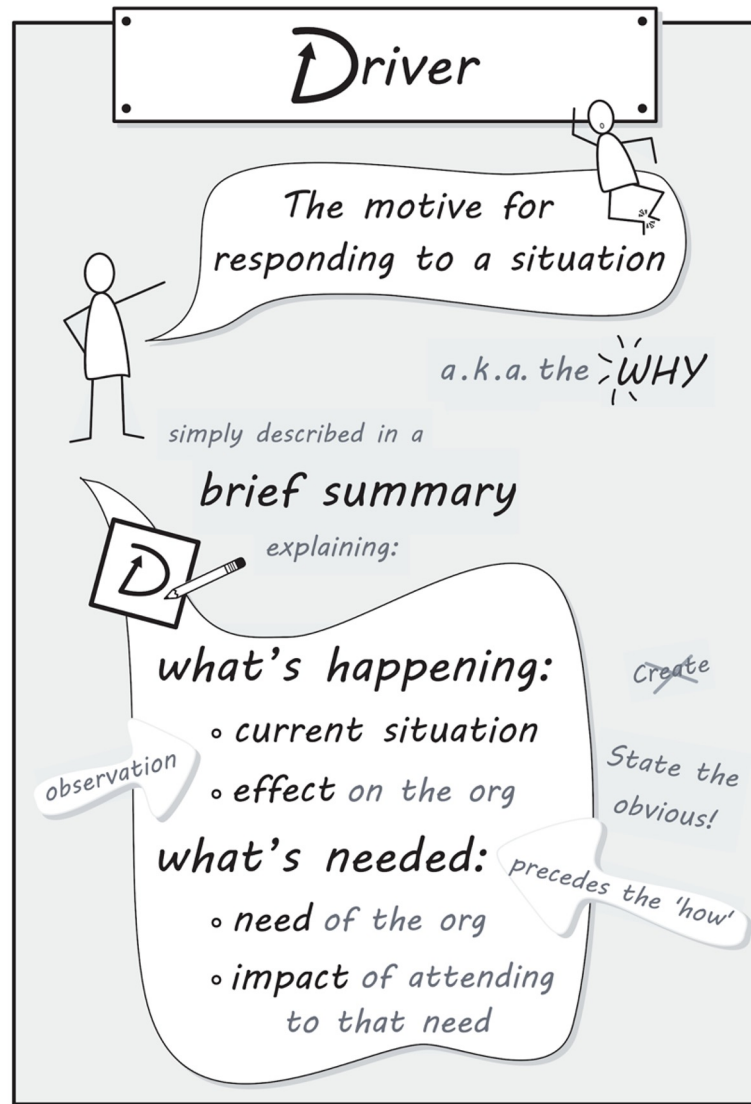 Driver
The motive for
responding to a situation
a.k.a. the WHY
simply described in a
brief summary
explaining:
D
what's happening:
Create
current situation
observation
effect on the org
State the
obvious!
what's needed:
precedes the 'how'
need of the org
impact of attending
to that need